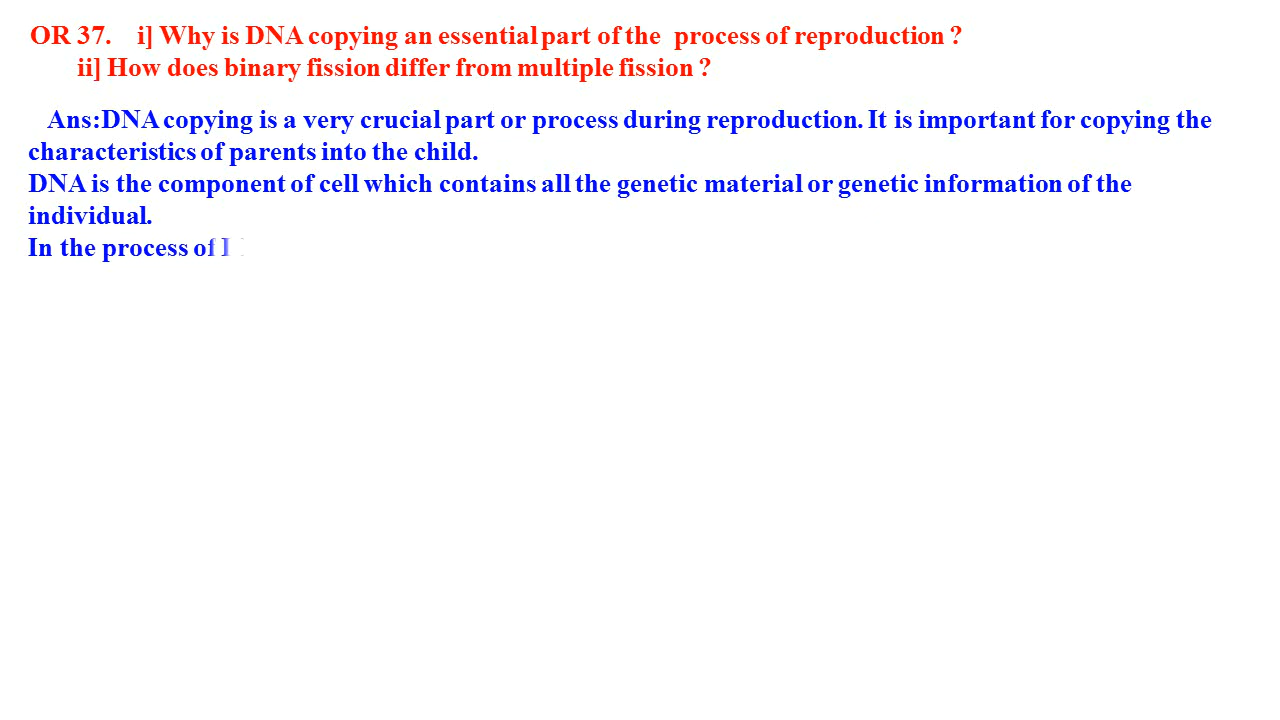 OR 37. i] Why is DNA copying an essential part of the process of reproduction ?
ii] How does binary fission differ from multiple fission ?
Ans:DNA copying is a very crucial part or process during reproduction. It is important for copying the
characteristics of parents into the child.
DNA is the component of cell which contains all the genetic material or genetic information of the
individual.
In the process of